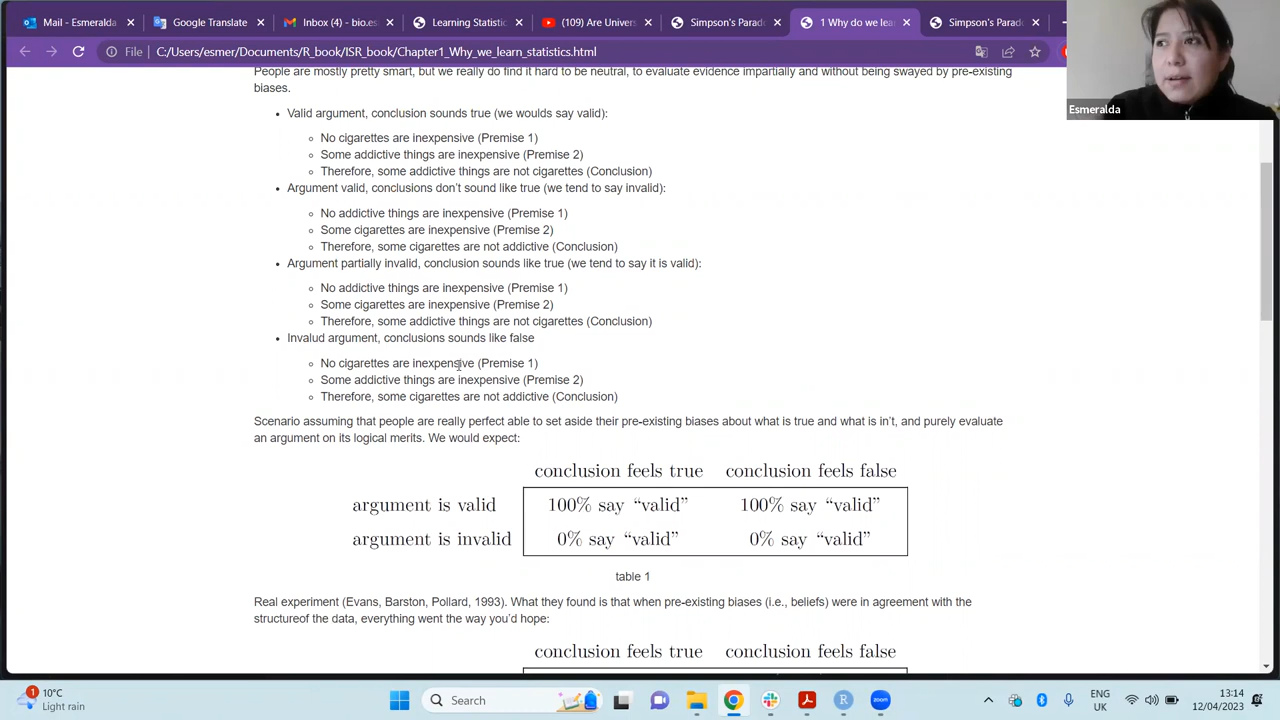 Mail - Esmeralda
Google Translate
Inbox (4) - bio.es
Learning Statistic
(109) Are Univer
Simpson's Parad
1 Why do we lea
Simpson's Parad
File
C:/Users/esmer/Documents/R_book/ISR_book/Chapter1_Why_we_learn_statistics.html
Esmeralda
People are mostly pretty smart, but we really do find it hard to be neutral, to evaluate evidence impartially and without being swayed by pre-existing
biases.
Valid argument, conclusion sounds true (we woulds say valid):
No cigarettes are inexpensive (Premise 1)
Some addictive things are inexpensive (Premise 2)
Therefore, some addictive things are not cigarettes (Conclusion)
Argument valid, conclusions don't sound like true (we tend to say invalid):
No addictive things are inexpensive (Premise 1)
Some cigarettes are inexpensive (Premise 2)
Therefore, some cigarettes are not addictive (Conclusion)
Argument partially invalid, conclusion sounds like true (we tend to say it is valid):
No addictive things are inexpensive (Premise 1)
Some cigarettes are inexpensive (Premise 2)
Therefore, some addictive things are not cigarettes (Conclusion)
Invalud argument, conclusions sounds like false
No cigarettes are inexpensive (Premise 1)
Some addictive things are inexpensive (Premise 2)
Therefore, some cigarettes are not addictive (Conclusion)
Scenario assuming that people are really perfect able to set aside their pre-existing biases about what is true and what is in't, and purely evaluate
an argument on its logical merits. We would expect:
conclusion feels true conclusion feels false
argument is valid 100% say “valid” 100% say “valid”
argument is invalid 0% say “valid” 0% say “valid”
table 1
Real experiment (Evans, Barston, Pollard, 1993). What they found is that when pre-existing biases (i.e., beliefs) were in agreement with the
structureof the data, everything went the way you'd hope:
conclusion feels true conclusion feels false
1
10°C
Light rain
Search
ENG
UK
13:14
12/04/2023